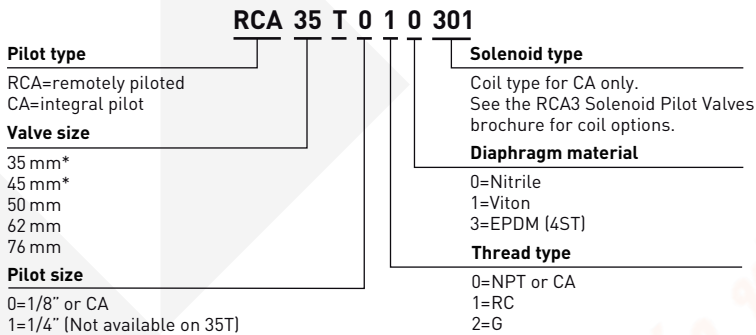 RCA 35 T 0 1 0 301
Pilot type
RCA=remotely piloted
CA=integral pilot
Valve size
35 mm*
45 mm*
50 mm
62 mm
76 mm
Pilot size
0=1/8” or CA
1=1/4” (Not available on 35T)
Solenoid type
Coil type for CA only.
See the RCA3 Solenoid Pilot Valves
brochure for coil options.
Diaphragm material
0=Nitrile
1=Viton
3=EPDM (4ST)
Thread type
0=NPT or CA
1=RC
2=G